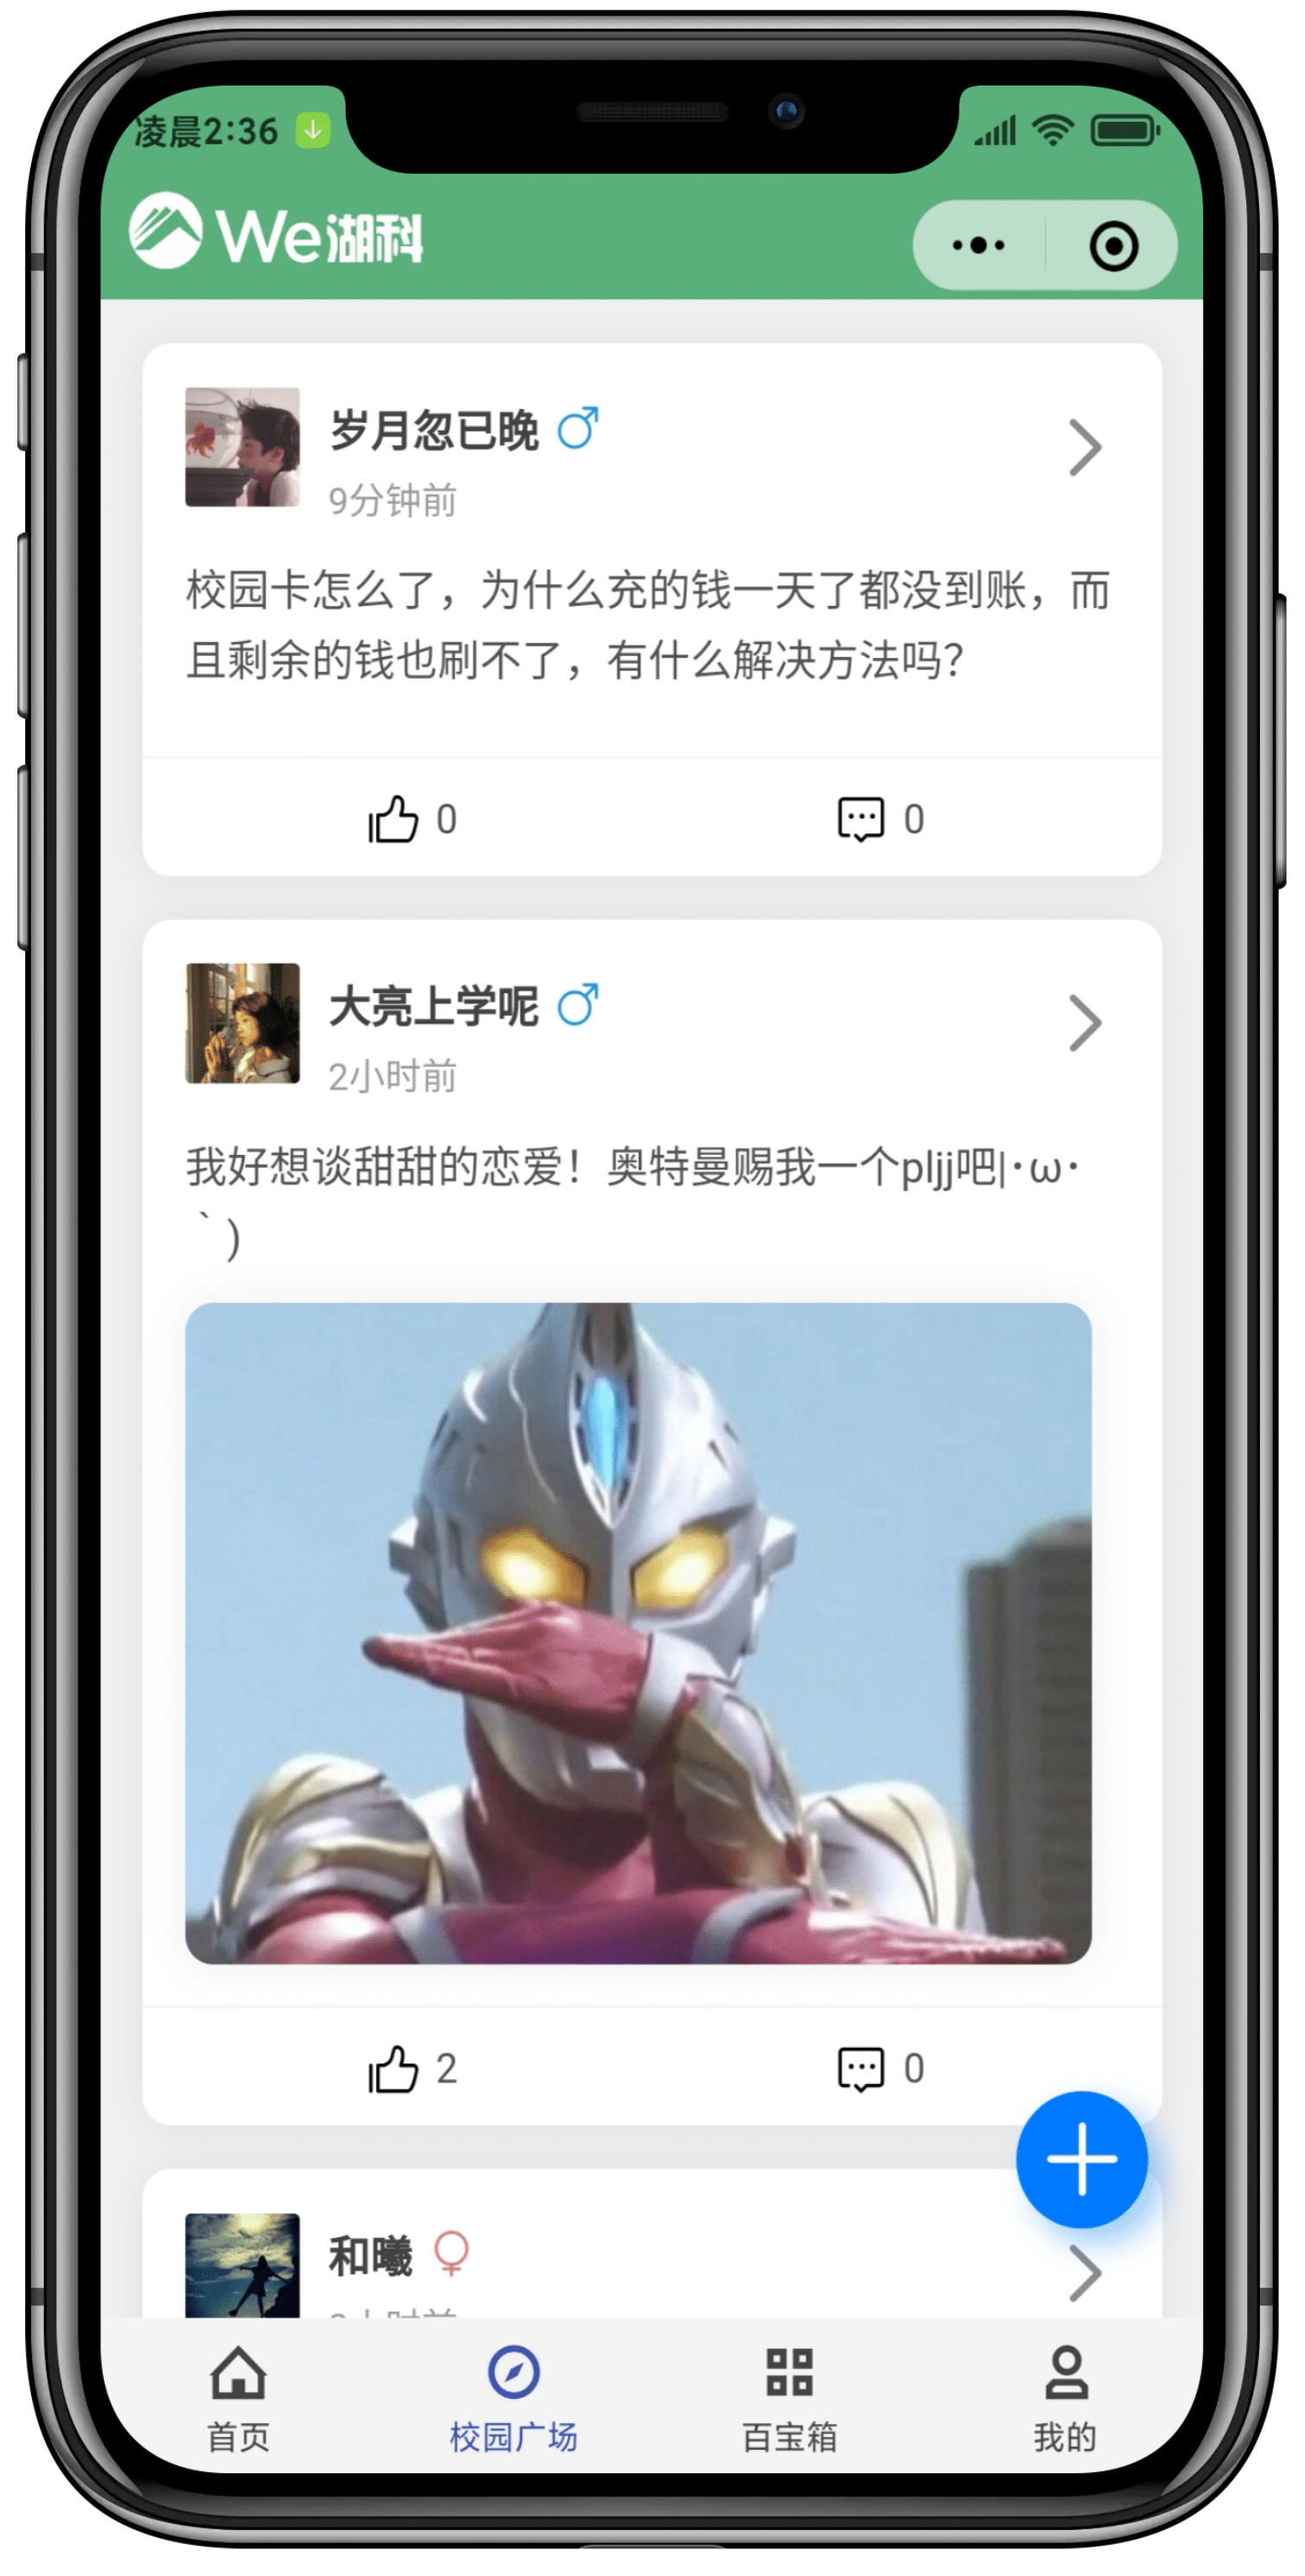 凌晨2:36
We湖科
岁月忽已晚
9分钟前
校园卡怎么了，为什么充的钱一天了都没到账，而
且剩余的钱也刷不了，有什么解决方法吗？
0 0
大亮上学呢
2小时前
我好想谈甜甜的恋爱！奥特曼赐我一个pljj吧|･ω･
｀)
2 0
和曦
首页 校园广场 百宝箱 我的